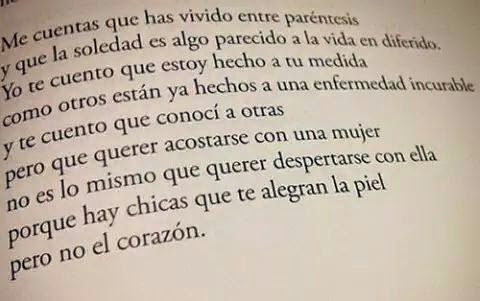 Me cuentas que has vivido entre paréntesis
y que la soledad es algo parecido a la vida en diferido.
Yo te cuento que estoy hecho a tu medida
como otros están ya hechos a una enfermedad incurable
y te cuento que conocí a otras
pero que querer acostarse con una mujer
no es lo mismo que querer despertarse con ella
porque hay chicas que te alegran la piel
pero no el corazón.